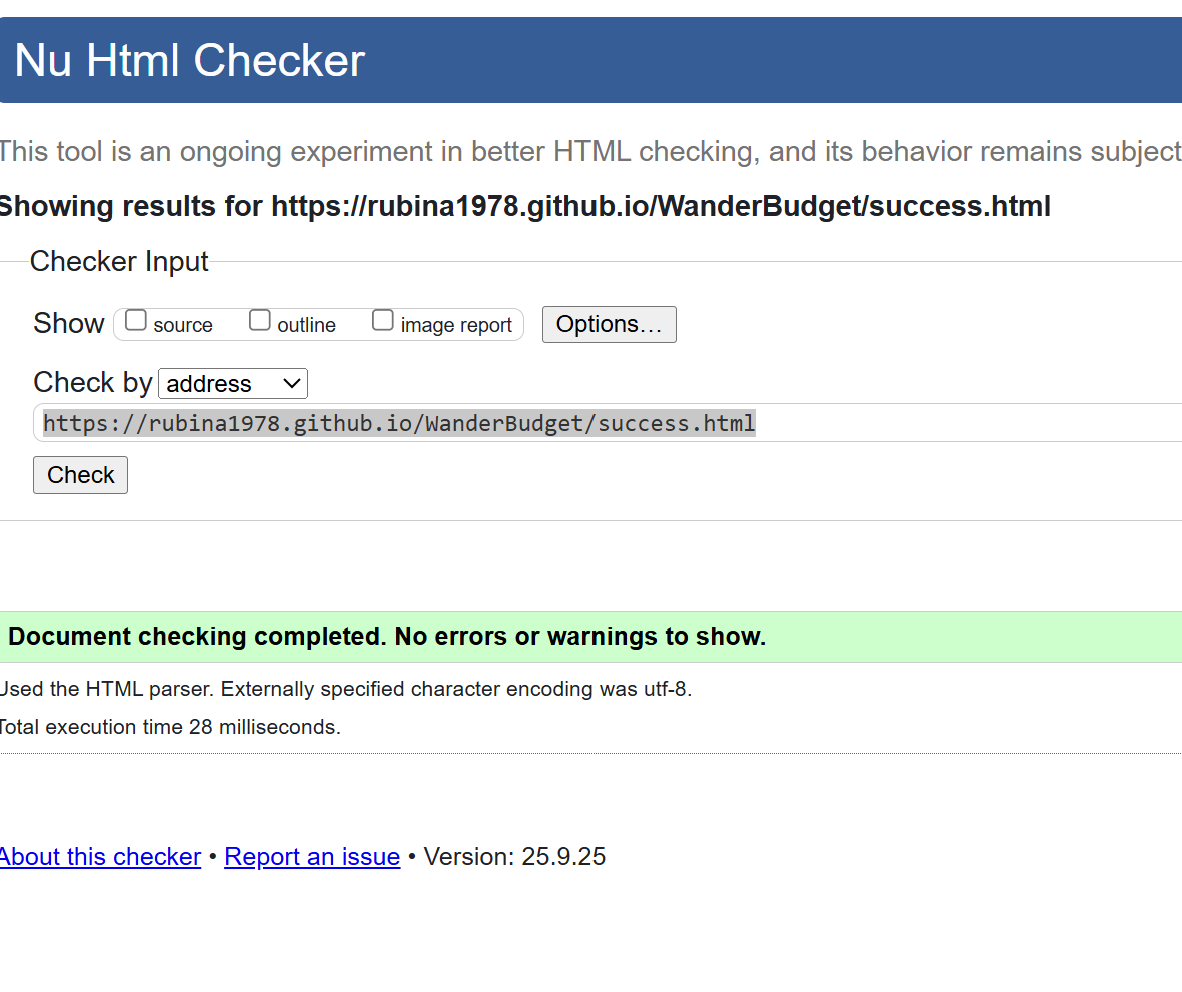 Nu Html Checker
This tool is an ongoing experiment in better HTML checking, and its behavior remains subject
Showing results for https://rubina1978.github.io/WanderBudget/success.html
Checker Input
Show source outline image report Options…
Check by address
https://rubina1978.github.io/WanderBudget/success.html
Check
Document checking completed. No errors or warnings to show.
Used the HTML parser. Externally specified character encoding was utf-8.
Total execution time 28 milliseconds.
About this checker • Report an issue • Version: 25.9.25